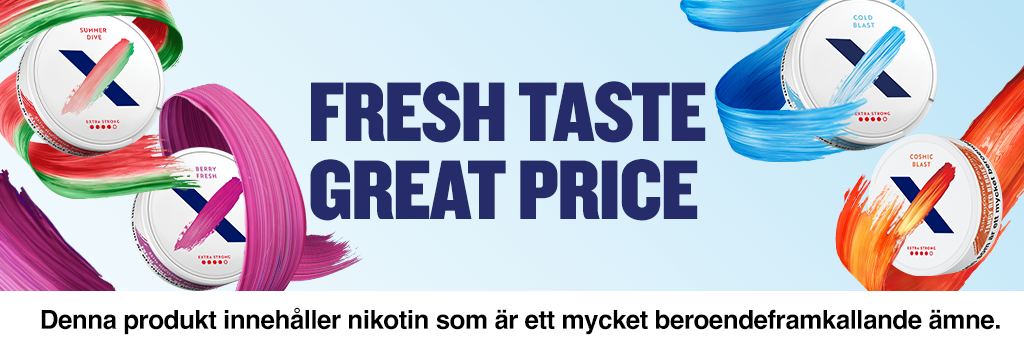 SUMMER
DIVE
EXTRA STRONG
BERRY
FRESH
EXTRA STRONG
FRESH TASTE
GREAT PRICE
COLD
BLAST
EXTRA STRONG
COSMIC
BLAST
EXTRA STRONG
Denna produkt innehåller nikotin som är ett mycket beroendeframkallande ämne.